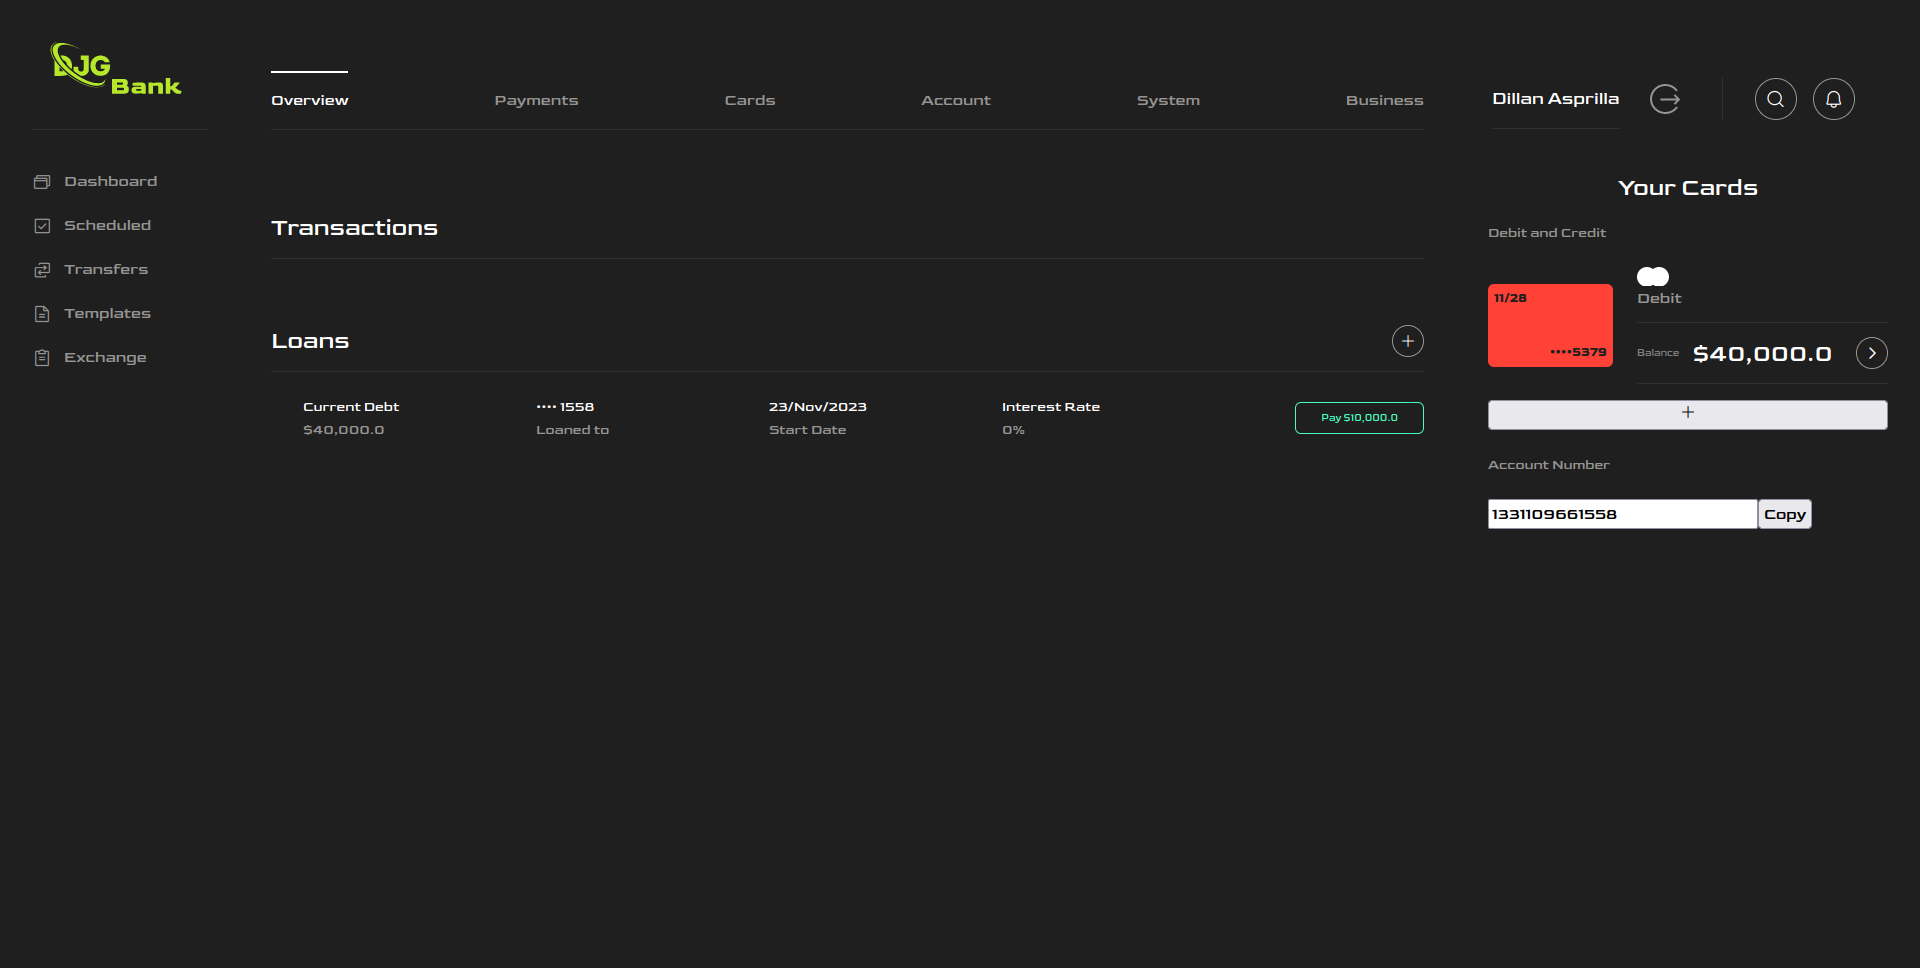 DJG
Bank
Overview
Payments
Cards
Account
System
Business
Dillan Asprilla
Dashboard
Scheduled
Transfers
Templates
Exchange
Transactions
Loans
Current Debt
$40,000.0
•••• 1558
Loaned to
23/Nov/2023
Start Date
Interest Rate
0%
Pay $10,000.0
Your Cards
Debit and Credit
11/28
••••5379
Debit
Balance $40,000.0
+
Account Number
1331109661558 Copy